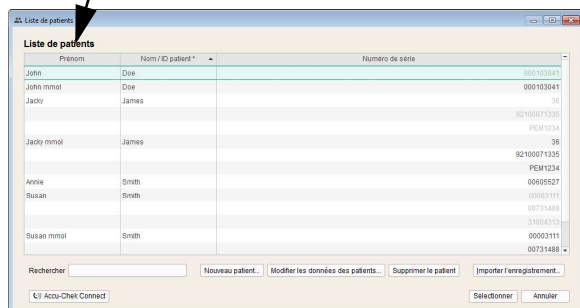 Liste de patients
Liste de patients
Prénom Nom / ID patient * Numéro de série
John Doe 000103041
John mmol Doe 000103041
Jacky James 36
92100071335
PEM1234
Jacky mmol James 36
92100071335
PEM1234
Annie Smith 00605527
Susan Smith 00003111
00731488
31004313
Susan mmol Smith 00003111
00731488
Rechercher Nouveau patient... Modifier les données des patients... Supprimer le patient Importer l'enregistrement...
Accu-Chek Connect Sélectionner Annuler